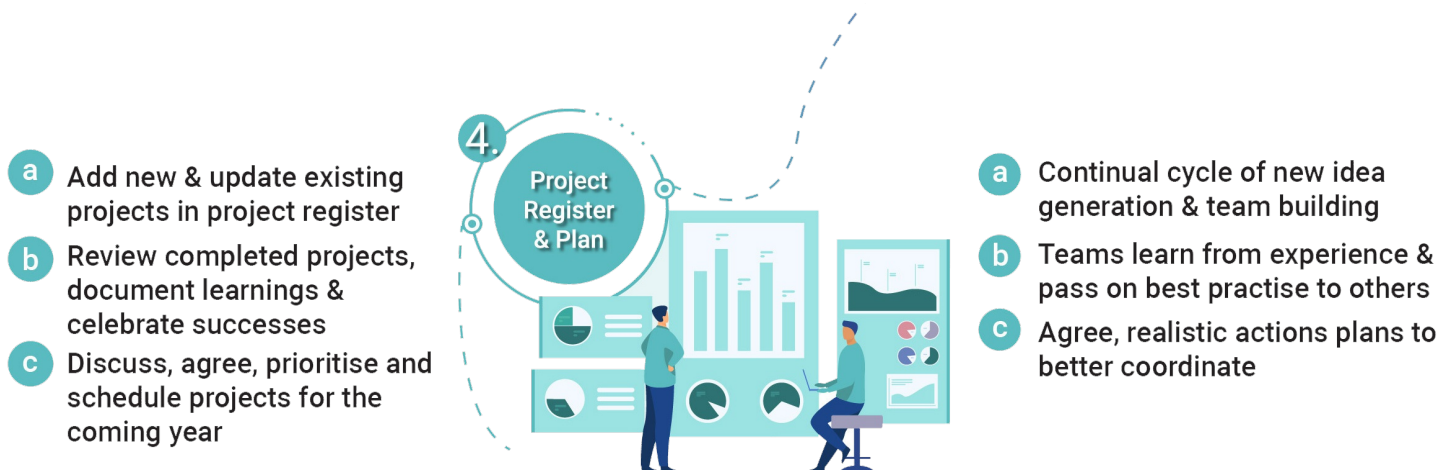 a
Add new & update existing
projects in project register
b
Review completed projects,
document learnings &
celebrate successes
c
Discuss, agree, prioritise and
schedule projects for the
coming year
4.
Project
Register
& Plan
a
Continual cycle of new idea
generation & team building
b
Teams learn from experience &
pass on best practise to others
c
Agree, realistic actions plans to
better coordinate